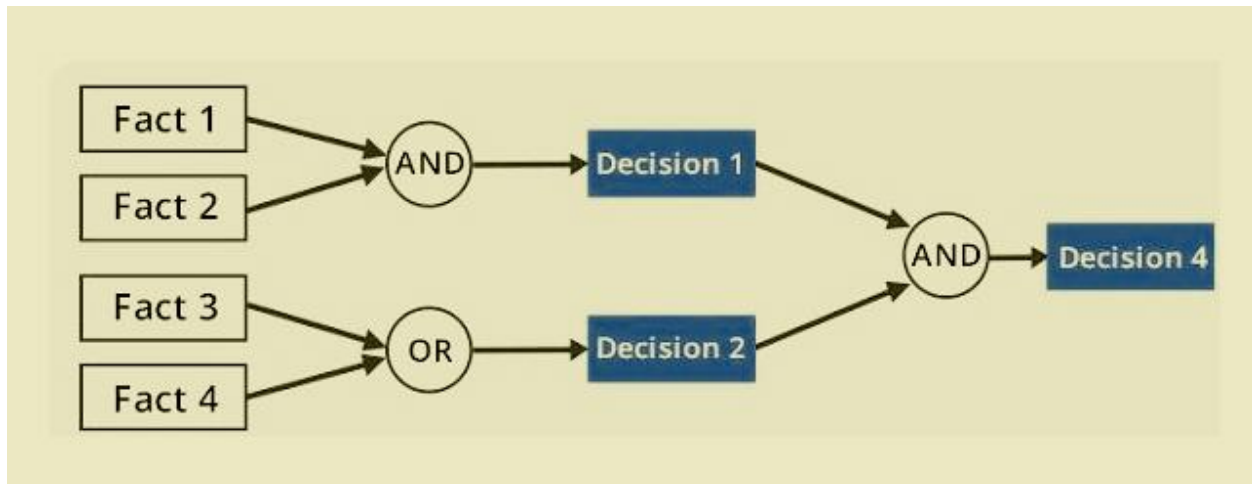 Fact 1
Fact 2
AND
Decision 1
Fact 3
Fact 4
OR
Decision 2
AND
Decision 4